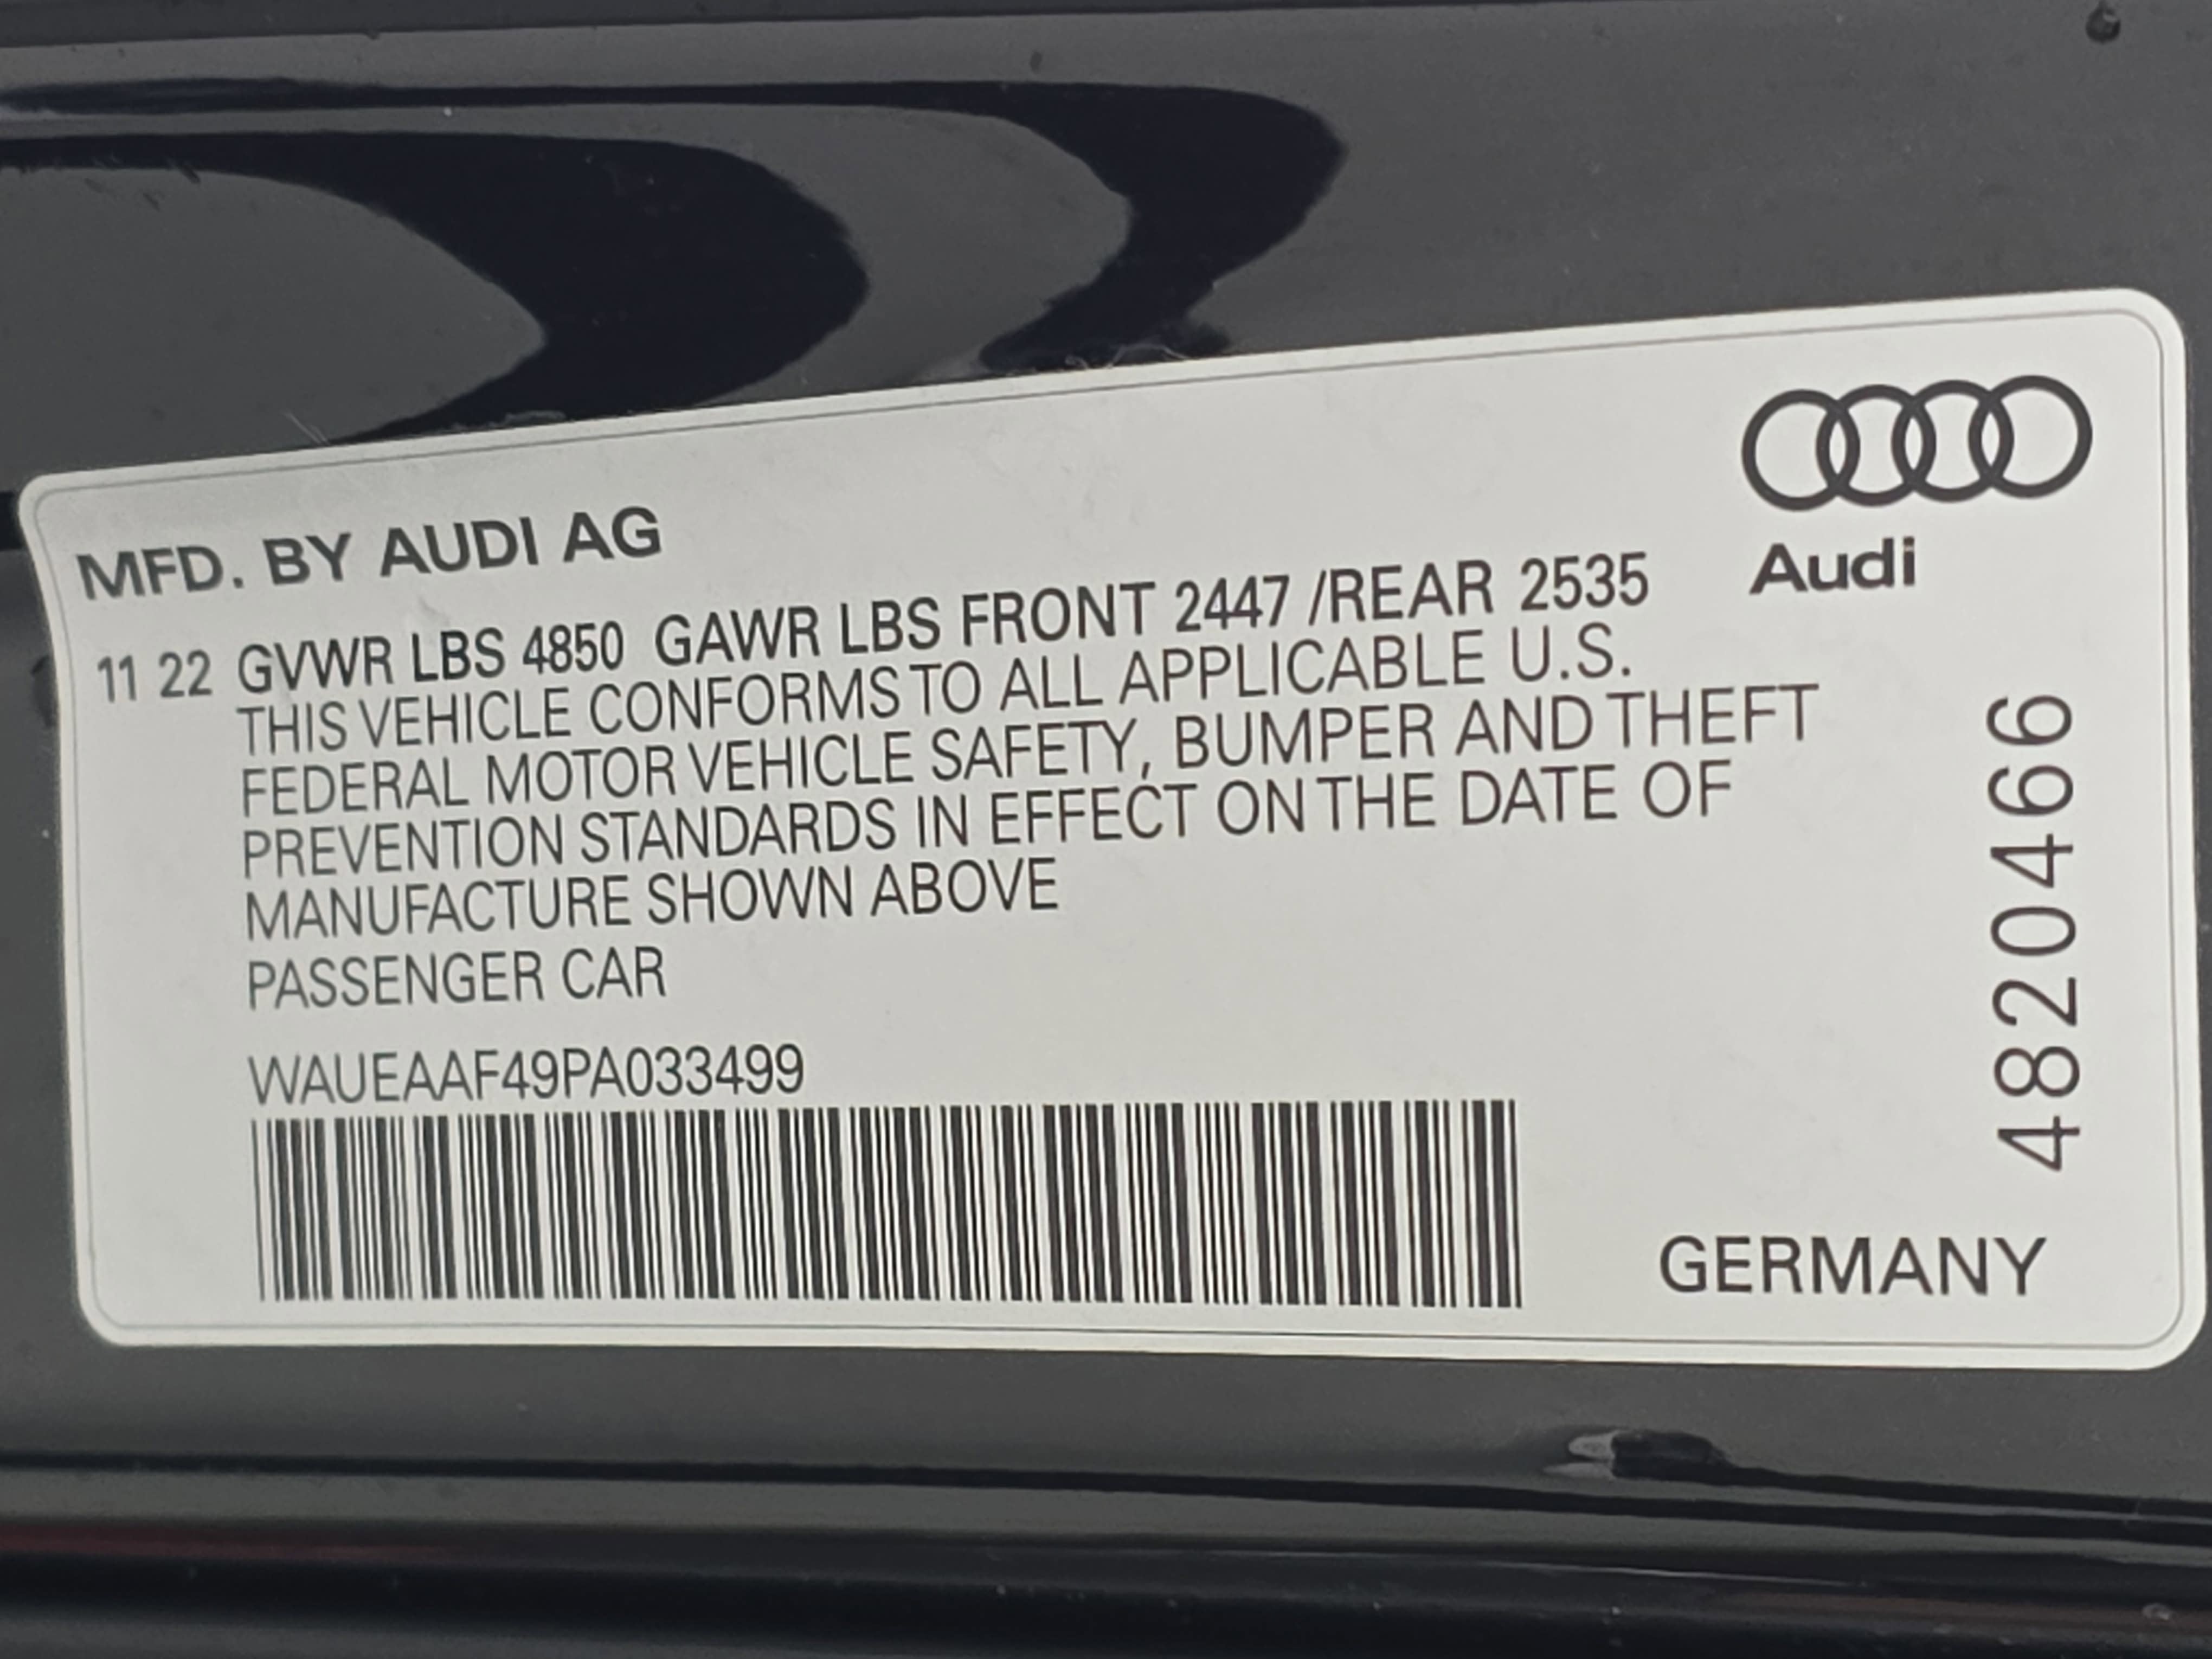 MFD. BY AUDI AG
Audi
11 22 GVWR LBS 4850 GAWR LBS FRONT 2447 /REAR 2535
THIS VEHICLE CONFORMS TO ALL APPLICABLE U.S.
FEDERAL MOTOR VEHICLE SAFETY, BUMPER AND THEFT
PREVENTION STANDARDS IN EFFECT ON THE DATE OF
MANUFACTURE SHOWN ABOVE
PASSENGER CAR
WAUEAAF49PA033499
4820466
GERMANY